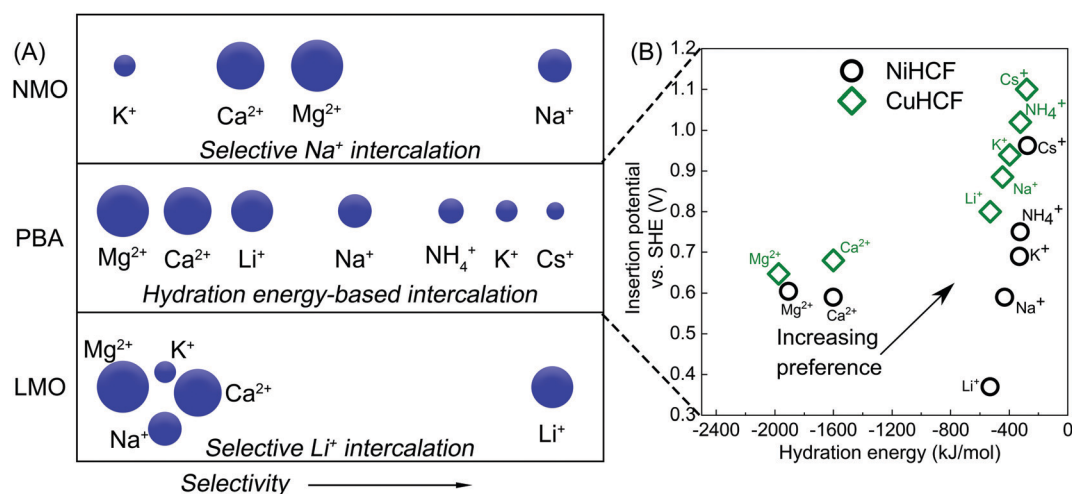 (A)
NMO
K⁺
Ca²⁺
Mg²⁺
Na⁺
Selective Na⁺ intercalation
PBA
Mg²⁺
Ca²⁺
Li⁺
Na⁺
NH₄⁺
K⁺
Cs⁺
Hydration energy-based intercalation
LMO
Mg²⁺
K⁺
Ca²⁺
Na⁺
Li⁺
Selective Li⁺ intercalation
Selectivity
(B)
Insertion potential
vs. SHE (V)
1.2
1.1
1.0
0.9
0.8
0.7
0.6
0.5
0.4
0.3
NiHCF
CuHCF
Cs⁺
NH₄⁺
K⁺
Cs⁺
Na⁺
Li⁺
NH₄⁺
K⁺
Mg²⁺
Ca²⁺
Mg²⁺
Ca²⁺
Na⁺
Li⁺
Increasing
preference
-2400 -2000 -1600 -1200 -800 -400 0
Hydration energy (kJ/mol)